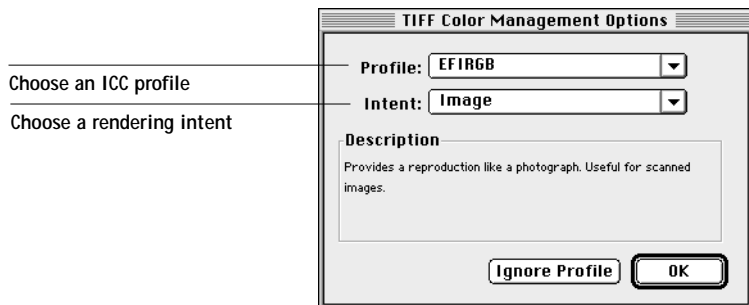 TIFF Color Management Options
Choose an ICC profile
Profile: EFIRGB
Choose a rendering intent
Intent: Image
Description
Provides a reproduction like a photograph. Useful for scanned
images.
Ignore Profile OK